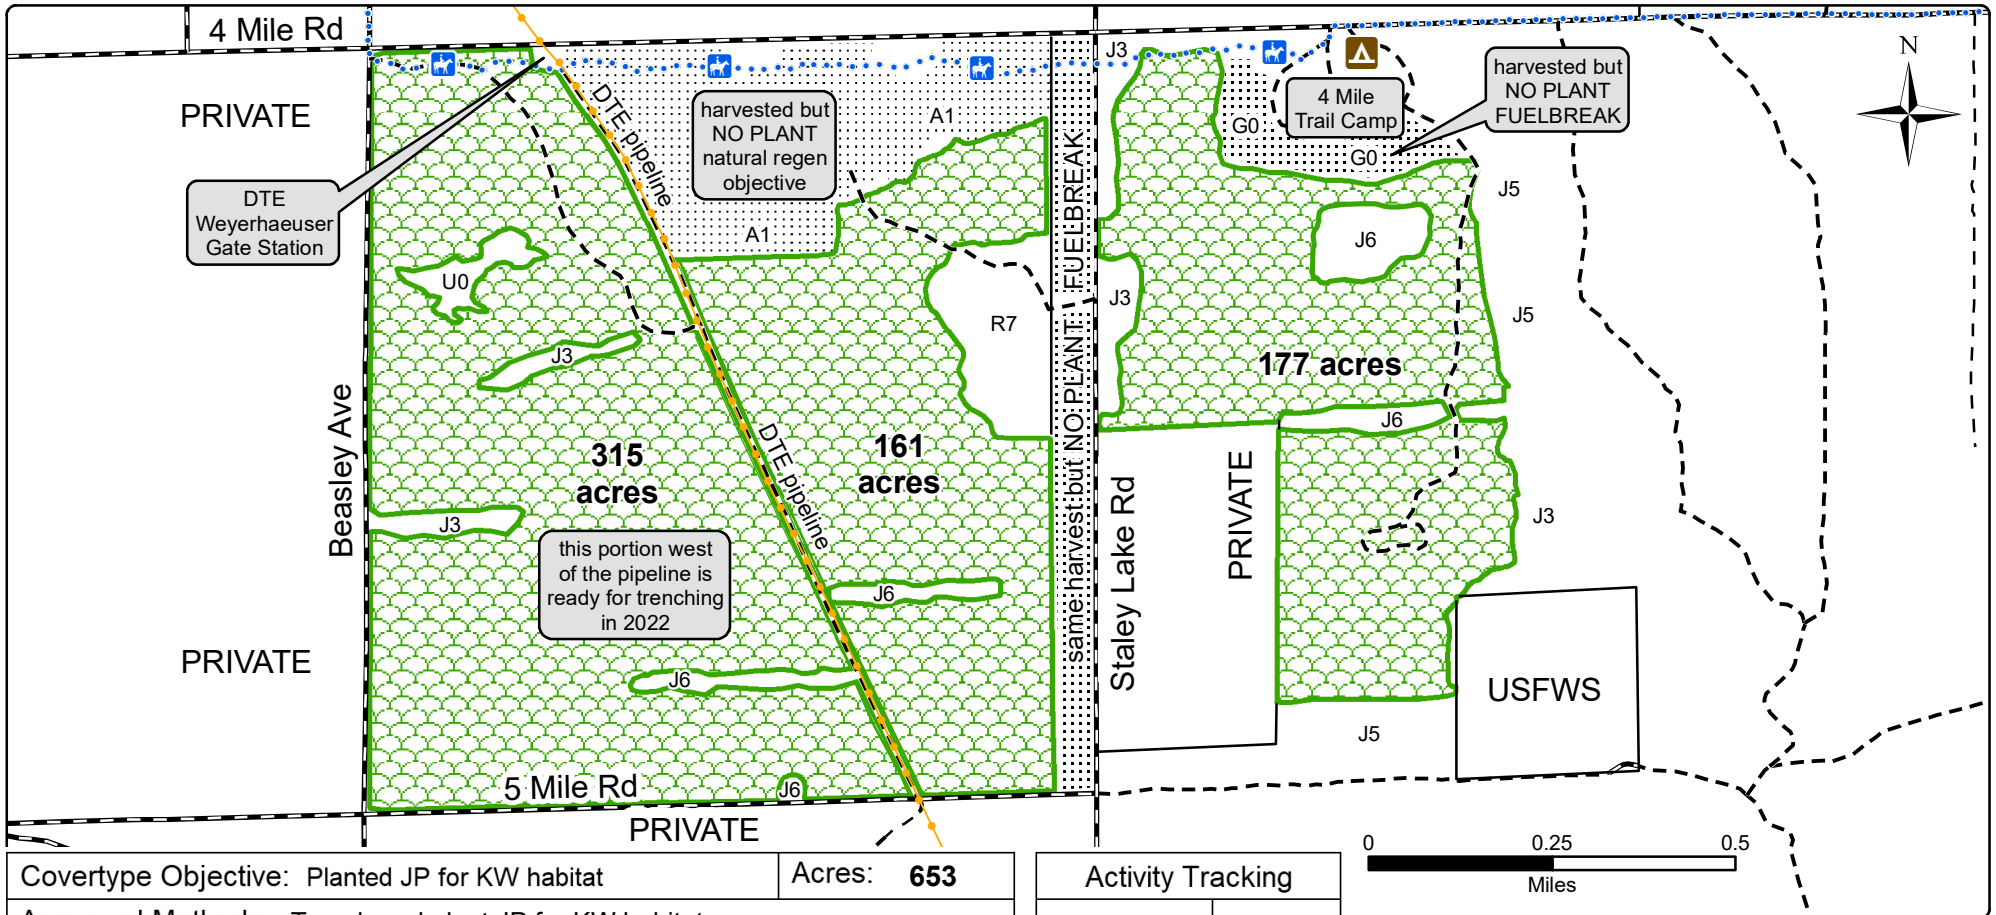 4 Mile Rd
PRIVATE
DTE
Weyerhaeuser
Gate Station
DTE pipeline
harvested but
NO PLANT
natural regen
objective
A1
A1
J3
4 Mile
Trail Camp
harvested but
NO PLANT
FUELBREAK
G0
G0
N
J5
J6
U0
J3
R7
J3
J5
177 acres
J6
Beasley Ave
315
acres
DTE pipeline
161
acres
same harvest but NO PLANT FUELBREAK
Staley Lake Rd
PRIVATE
J3
J3
this portion west
of the pipeline is
ready for trenching
in 2022
J6
J6
PRIVATE
USFWS
J5
5 Mile Rd
J6
PRIVATE
0 0.25 0.5
Miles
Covertype Objective: Planted JP for KW habitat
Acres: 653
Activity Tracking